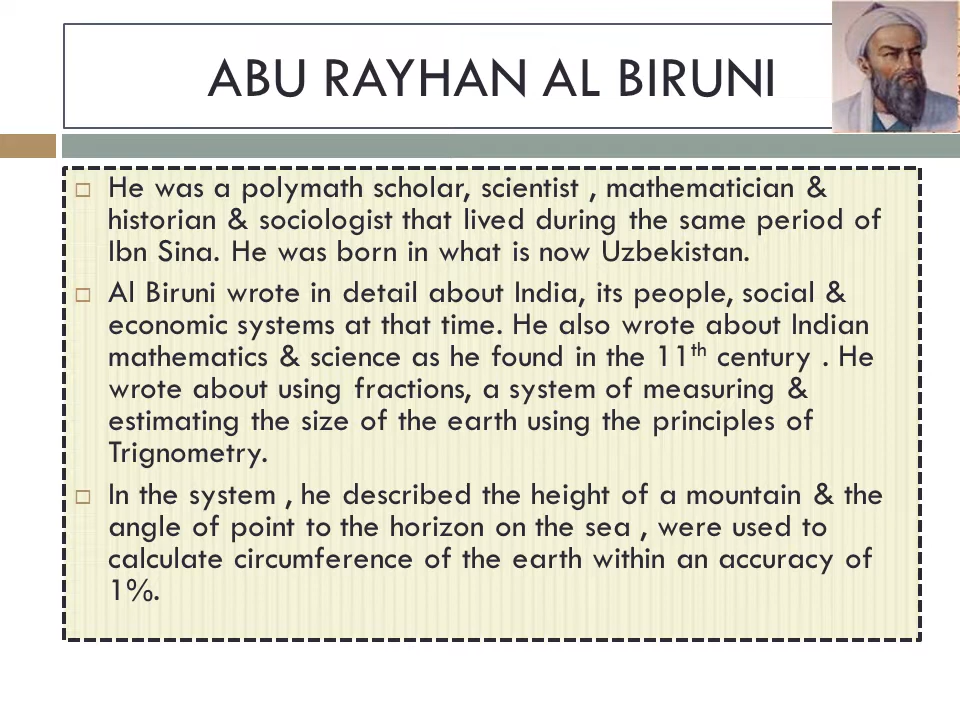 ABU RAYHAN AL BIRUNI
He was a polymath scholar, scientist , mathematician &
historian & sociologist that lived during the same period of
Ibn Sina. He was born in what is now Uzbekistan.
Al Biruni wrote in detail about India, its people, social &
economic systems at that time. He also wrote about Indian
mathematics & science as he found in the 11th century . He
wrote about using fractions, a system of measuring &
estimating the size of the earth using the principles of
Trignometry.
In the system , he described the height of a mountain & the
angle of point to the horizon on the sea , were used to
calculate circumference of the earth within an accuracy of
1%.